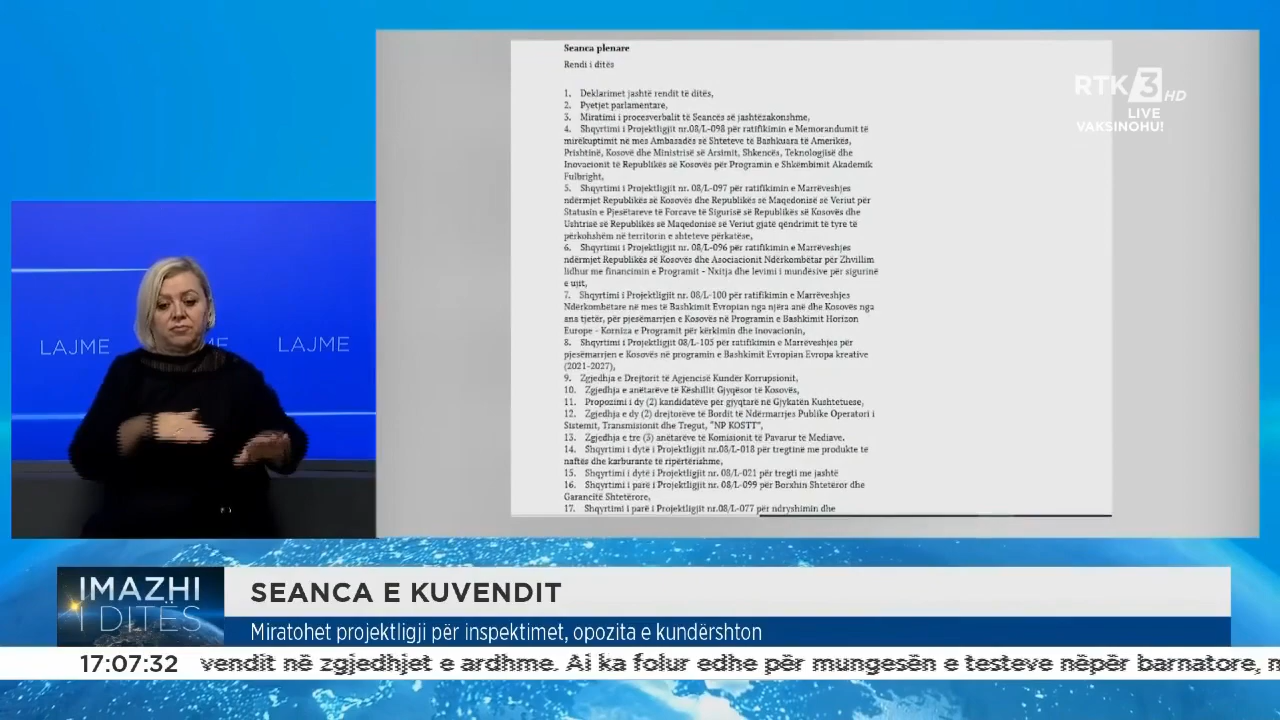 Seanca plenare
Rendi i ditës
1. Deklarimet jashtë rendit të ditës,
2. Pyetjet parlamentare,
3. Miratimi i procesverbalit të Seancës së jashtëzakonshme,
4. Shqyrtimi i Projektligjit nr.08/L-098 për ratifikimin e Memorandumit të
mirëkuptimit në mes Ambasadës së Shteteve të Bashkuara të Amerikës,
Prishtinë, Kosovë dhe Ministrisë së Arsimit, Shkencës, Teknologjisë dhe
Inovacionit të Republikës së Kosovës për Programin e Shkëmbimit Akademik
Fulbright,
5. Shqyrtimi i Projektligjit nr. 08/L-097 për ratifikimin e Marrëveshjes
ndërmjet Republikës së Kosovës dhe Republikës së Maqedonisë së Veriut për
Statusin e Pjesëtareve të Forcave të Sigurisë së Republikës së Kosovës dhe
Ushtrisë së Republikës së Maqedonisë së Veriut gjatë qëndrimit të tyre të
përkohshëm në territorin e shteteve përkatëse,
6. Shqyrtimi i Projektligjit nr. 08/L-096 për ratifikimin e Marrëveshjes
ndërmjet Republikës së Kosovës dhe Asociacionit Ndërkombëtar për Zhvillim
lidhur me financimin e Programit - Nxitja dhe levimi i mundësive për sigurinë
e ujit,
7. Shqyrtimi i Projektligjit nr. 08/L-100 për ratifikimin e Marrëveshjes
Ndërkombëtare në mes të Bashkimit Evropian nga njëra anë dhe Kosovës nga
ana tjetër, për pjesëmarrjen e Kosovës në Programin e Bashkimit Horizon
Europe - Korniza e Programit për kërkimin dhe inovacionin,
8. Shqyrtimi i Projektligjit 08/L-105 për ratifikimin e Marrëveshjes për
pjesëmarrjen e Kosovës në programin e Bashkimit Evropian Evropa kreative
(2021-2027),
9. Zgjedhja e Drejtorit të Agjencisë Kundër Korrupsionit,
10. Zgjedhja e anëtarëve të Këshillit Gjyqësor të Kosovës,
11. Propozimi i dy (2) kandidatëve për gjyqtarë në Gjykatën Kushtetuese,
12. Zgjedhja e dy (2) drejtorëve të Bordit të Ndërmarrjes Publike Operatori i
Sistemit, Transmisionit dhe Tregut, "NP KOSTT",
13. Zgjedhja e tre (3) anëtarëve të Komisionit të Pavarur të Mediave.
14. Shqyrtimi i dytë i Projektligjit nr.08/L-018 për tregtinë me produkte të
naftës dhe karburante të ripërtërishme,
15. Shqyrtimi i dytë i Projektligjit nr. 08/L-021 për tregti me jashtë
16. Shqyrtimi i parë i Projektligjit nr. 08/L-099 për Borxhin Shtetëror dhe
Garancitë Shtetërore,
17. Shqyrtimi i parë i Projektligjit nr.08/L-077 për ndryshimin dhe
RTK 3 HD
LIVE
VAKSINOHU!
LAJME
ME
LAJME
IMAZHI
I DITËS
SEANCA E KUVENDIT
Miratohet projektligji për inspektimet, opozita e kundërshton
17:07:32
vendit në zgjedhjet e ardhme. Ai ka folur edhe për mungesën e testeve nëpër barnatore,